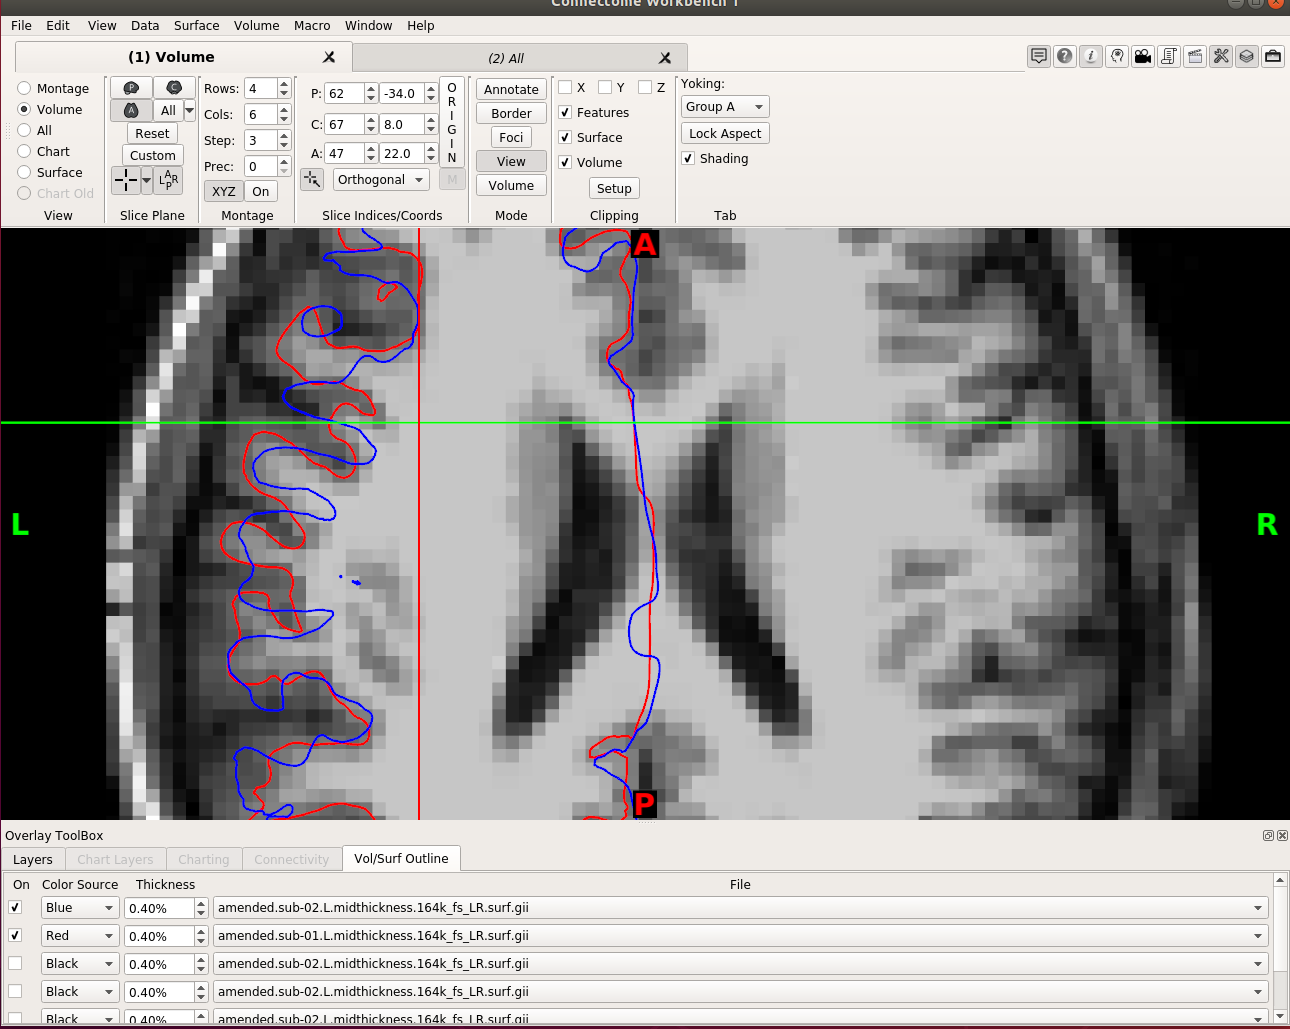 Connectome Workbench 1
File Edit View Data Surface Volume Macro Window Help
(1) Volume (2) All
Montage
Volume
All
Chart
Surface
Chart Old
View
P C
A All
Reset
Custom
L A P R
Slice Plane
Rows: 4
Cols: 6
Step: 3
Prec: 0
XYZ On
Montage
P: 62 -34.0
C: 67 8.0
A: 47 22.0
ORIGIN
Orthogonal M
Slice Indices/Coords
Annotate
Border
Foci
View
Volume
Mode
X Y Z
Features
Surface
Volume
Setup
Clipping
Yoking:
Group A
Lock Aspect
Shading
Tab
A
L R
P
Overlay ToolBox
Layers Chart Layers Charting Connectivity Vol/Surf Outline
On Color Source Thickness File
Blue 0.40% amended.sub-02.L.midthickness.164k_fs_LR.surf.gii
Red 0.40% amended.sub-01.L.midthickness.164k_fs_LR.surf.gii
Black 0.40% amended.sub-02.L.midthickness.164k_fs_LR.surf.gii
Black 0.40% amended.sub-02.L.midthickness.164k_fs_LR.surf.gii
Black 0.40% amended.sub-02.L.midthickness.164k_fs_LR.surf.gii